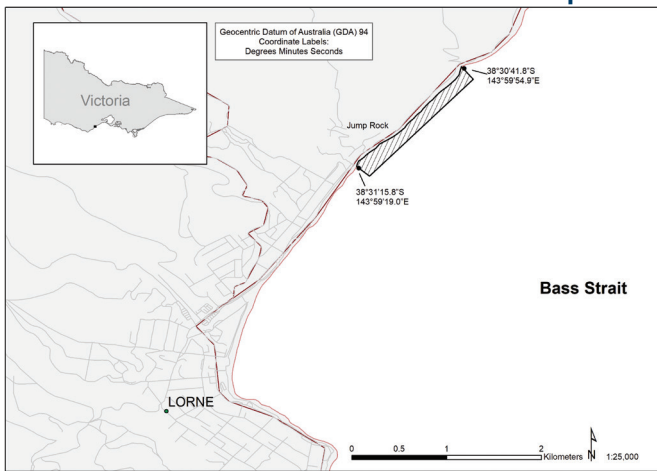 Geocentric Datum of Australia (GDA) 94
Coordinate Labels:
Degrees Minutes Seconds
Victoria
38°30'41.8"S
143°59'54.9"E
Jump Rock
38°31'15.8"S
143°59'19.0"E
Bass Strait
LORNE
0 0.5 1 2
Kilometers
N
1:25,000